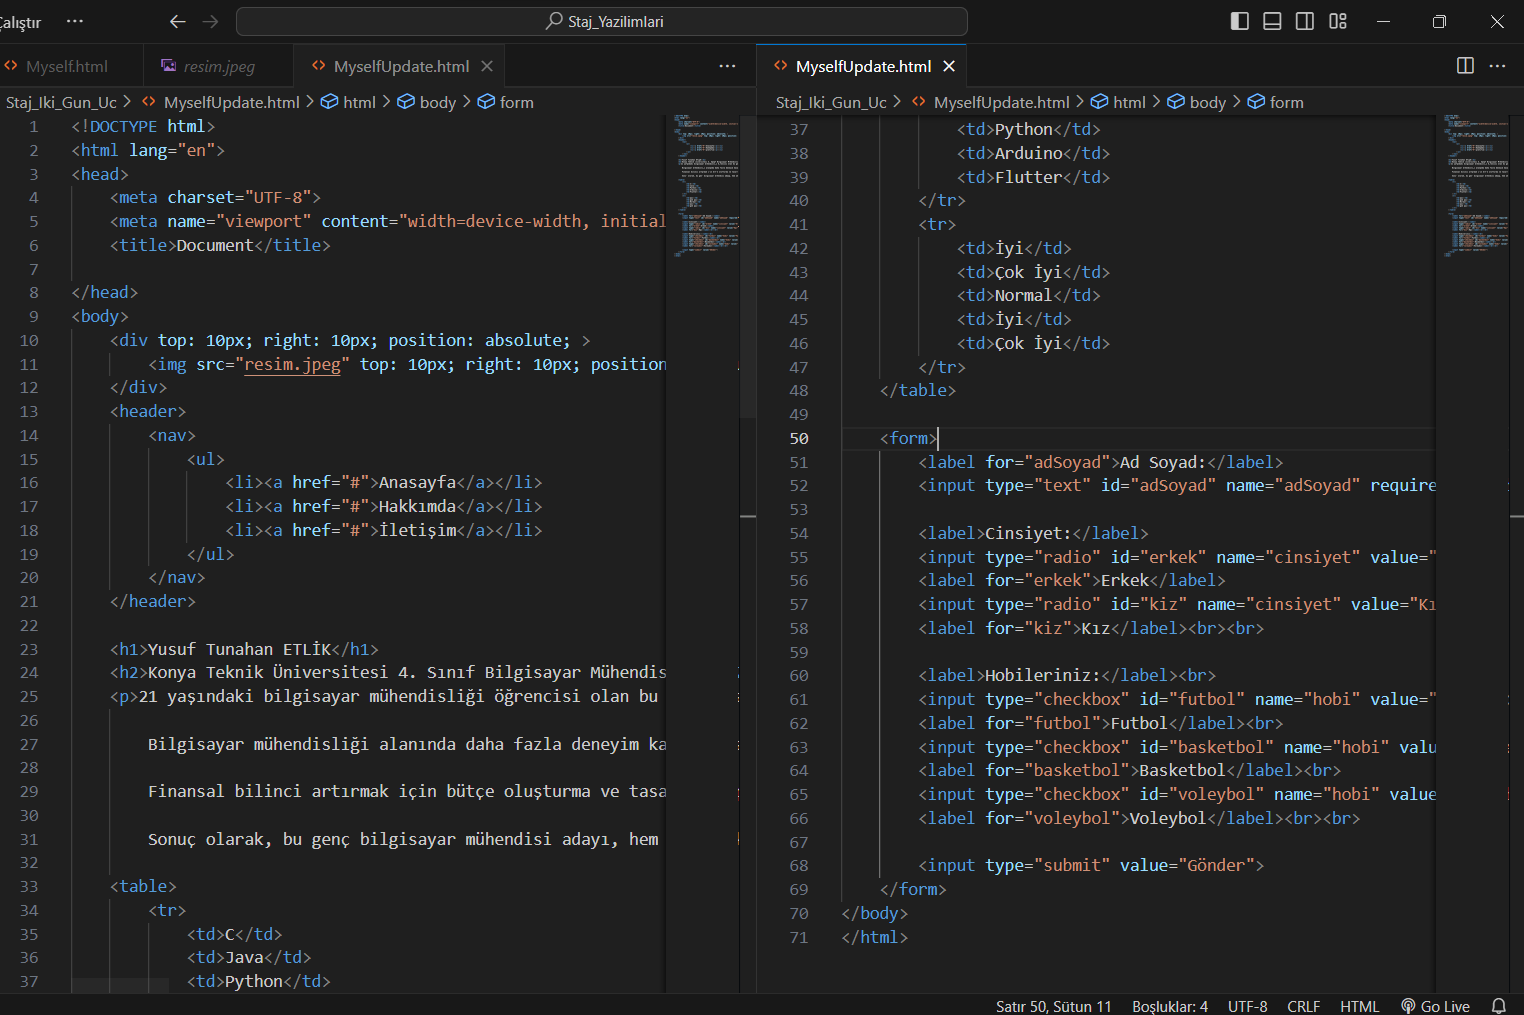 Çalıştır ··· Staj_Yazilimlari
Myself.html resim.jpeg MyselfUpdate.html
Staj_Iki_Gun_Uc > MyselfUpdate.html > html > body > form
1 <!DOCTYPE html>
2 <html lang="en">
3 <head>
4 <meta charset="UTF-8">
5 <meta name="viewport" content="width=device-width, initial
6 <title>Document</title>
7
8 </head>
9 <body>
10 <div top: 10px; right: 10px; position: absolute; >
11 <img src="resim.jpeg" top: 10px; right: 10px; position
12 </div>
13 <header>
14 <nav>
15 <ul>
16 <li><a href="#">Anasayfa</a></li>
17 <li><a href="#">Hakkımda</a></li>
18 <li><a href="#">İletişim</a></li>
19 </ul>
20 </nav>
21 </header>
22
23 <h1>Yusuf Tunahan ETLİK</h1>
24 <h2>Konya Teknik Üniversitesi 4. Sınıf Bilgisayar Mühendis
25 <p>21 yaşındaki bilgisayar mühendisliği öğrencisi olan bu
26
27 Bilgisayar mühendisliği alanında daha fazla deneyim ka
28
29 Finansal bilinci artırmak için bütçe oluşturma ve tasa
30
31 Sonuç olarak, bu genç bilgisayar mühendisi adayı, hem
32
33 <table>
34 <tr>
35 <td>C</td>
36 <td>Java</td>
37 <td>Python</td>
MyselfUpdate.html
Staj_Iki_Gun_Uc > MyselfUpdate.html > html > body > form
37 <td>Python</td>
38 <td>Arduino</td>
39 <td>Flutter</td>
40 </tr>
41 <tr>
42 <td>İyi</td>
43 <td>Çok İyi</td>
44 <td>Normal</td>
45 <td>İyi</td>
46 <td>Çok İyi</td>
47 </tr>
48 </table>
49
50 <form>
51 <label for="adSoyad">Ad Soyad:</label>
52 <input type="text" id="adSoyad" name="adSoyad" require
53
54 <label>Cinsiyet:</label>
55 <input type="radio" id="erkek" name="cinsiyet" value="
56 <label for="erkek">Erkek</label>
57 <input type="radio" id="kiz" name="cinsiyet" value="Kı
58 <label for="kiz">Kız</label><br><br>
59
60 <label>Hobileriniz:</label><br>
61 <input type="checkbox" id="futbol" name="hobi" value="
62 <label for="futbol">Futbol</label><br>
63 <input type="checkbox" id="basketbol" name="hobi" valu
64 <label for="basketbol">Basketbol</label><br>
65 <input type="checkbox" id="voleybol" name="hobi" value
66 <label for="voleybol">Voleybol</label><br><br>
67
68 <input type="submit" value="Gönder">
69 </form>
70 </body>
71 </html>
Satır 50, Sütun 11 Boşluklar: 4 UTF-8 CRLF HTML Go Live